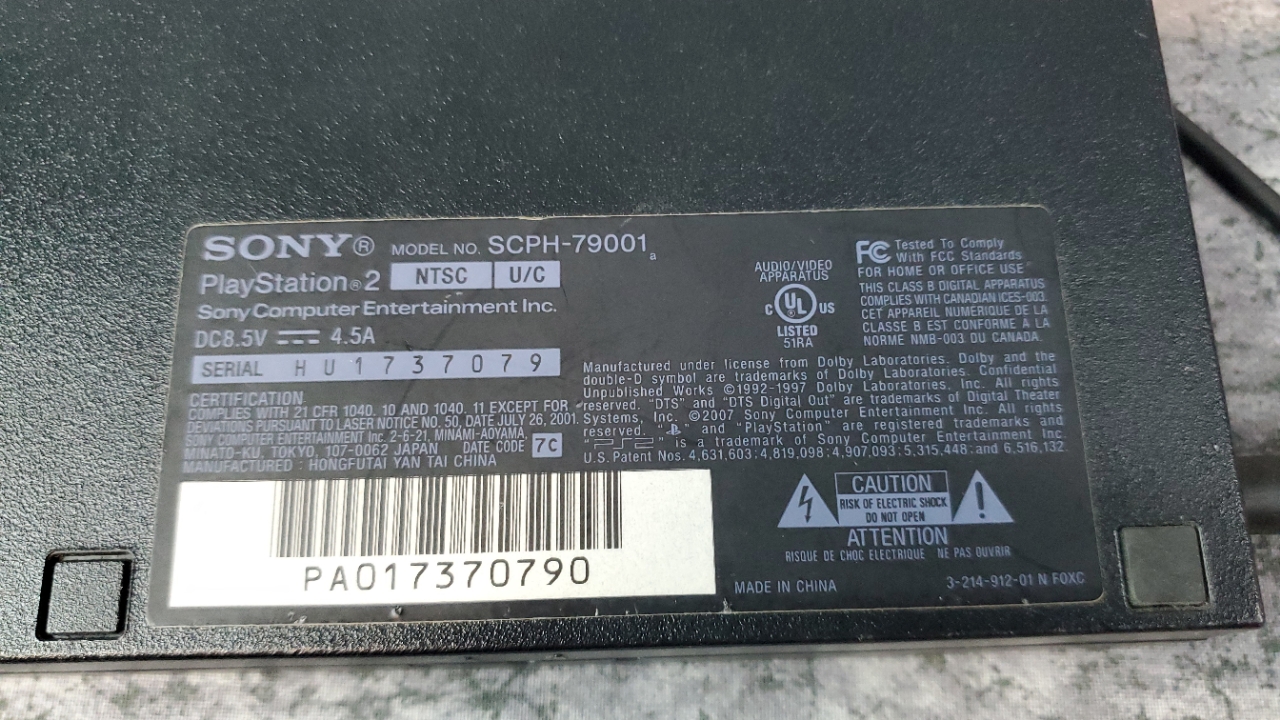 SONY® MODEL NO. SCPH-79001 a
PlayStation®2 NTSC U/C
Sony Computer Entertainment Inc.
DC8.5V 4.5A
SERIAL HU1737079
CERTIFICATION
COMPLIES WITH 21 CFR 1040. 10 AND 1040. 11 EXCEPT FOR
DEVIATIONS PURSUANT TO LASER NOTICE NO. 50, DATE JULY 26, 2001.
SONY COMPUTER ENTERTAINMENT Inc. 2-6-21, MINAMI-AOYAMA,
MINATO-KU, TOKYO, 107-0062 JAPAN DATE CODE 7C
MANUFACTURED : HONGFUTAI YAN TAI CHINA
PA017370790
AUDIO/VIDEO
APPARATUS
C UL US
LISTED
51RA
FC Tested To Comply
With FCC Standards
FOR HOME OR OFFICE USE
THIS CLASS B DIGITAL APPARATUS
COMPLIES WITH CANADIAN ICES-003.
CET APPAREIL NUMERIQUE DE LA
CLASSE B EST CONFORME A LA
NORME NMB-003 DU CANADA.
Manufactured under license from Dolby Laboratories. Dolby and the
double-D symbol are trademarks of Dolby Laboratories. Confidential
Unpublished Works ©1992-1997 Dolby Laboratories, Inc. All rights
reserved. "DTS" and "DTS Digital Out" are trademarks of Digital Theater
Systems, Inc. ©2007 Sony Computer Entertainment Inc. All rights
reserved. " " and "PlayStation" are registered trademarks and
"PS2" is a trademark of Sony Computer Entertainment Inc.
U.S. Patent Nos. 4,631,603; 4,819,098; 4,907,093; 5,315,448; and 6,516,132.
CAUTION
RISK OF ELECTRIC SHOCK
DO NOT OPEN
ATTENTION
RISQUE DE CHOC ELECTRIQUE NE PAS OUVRIR
MADE IN CHINA 3-214-912-01 N FOXC